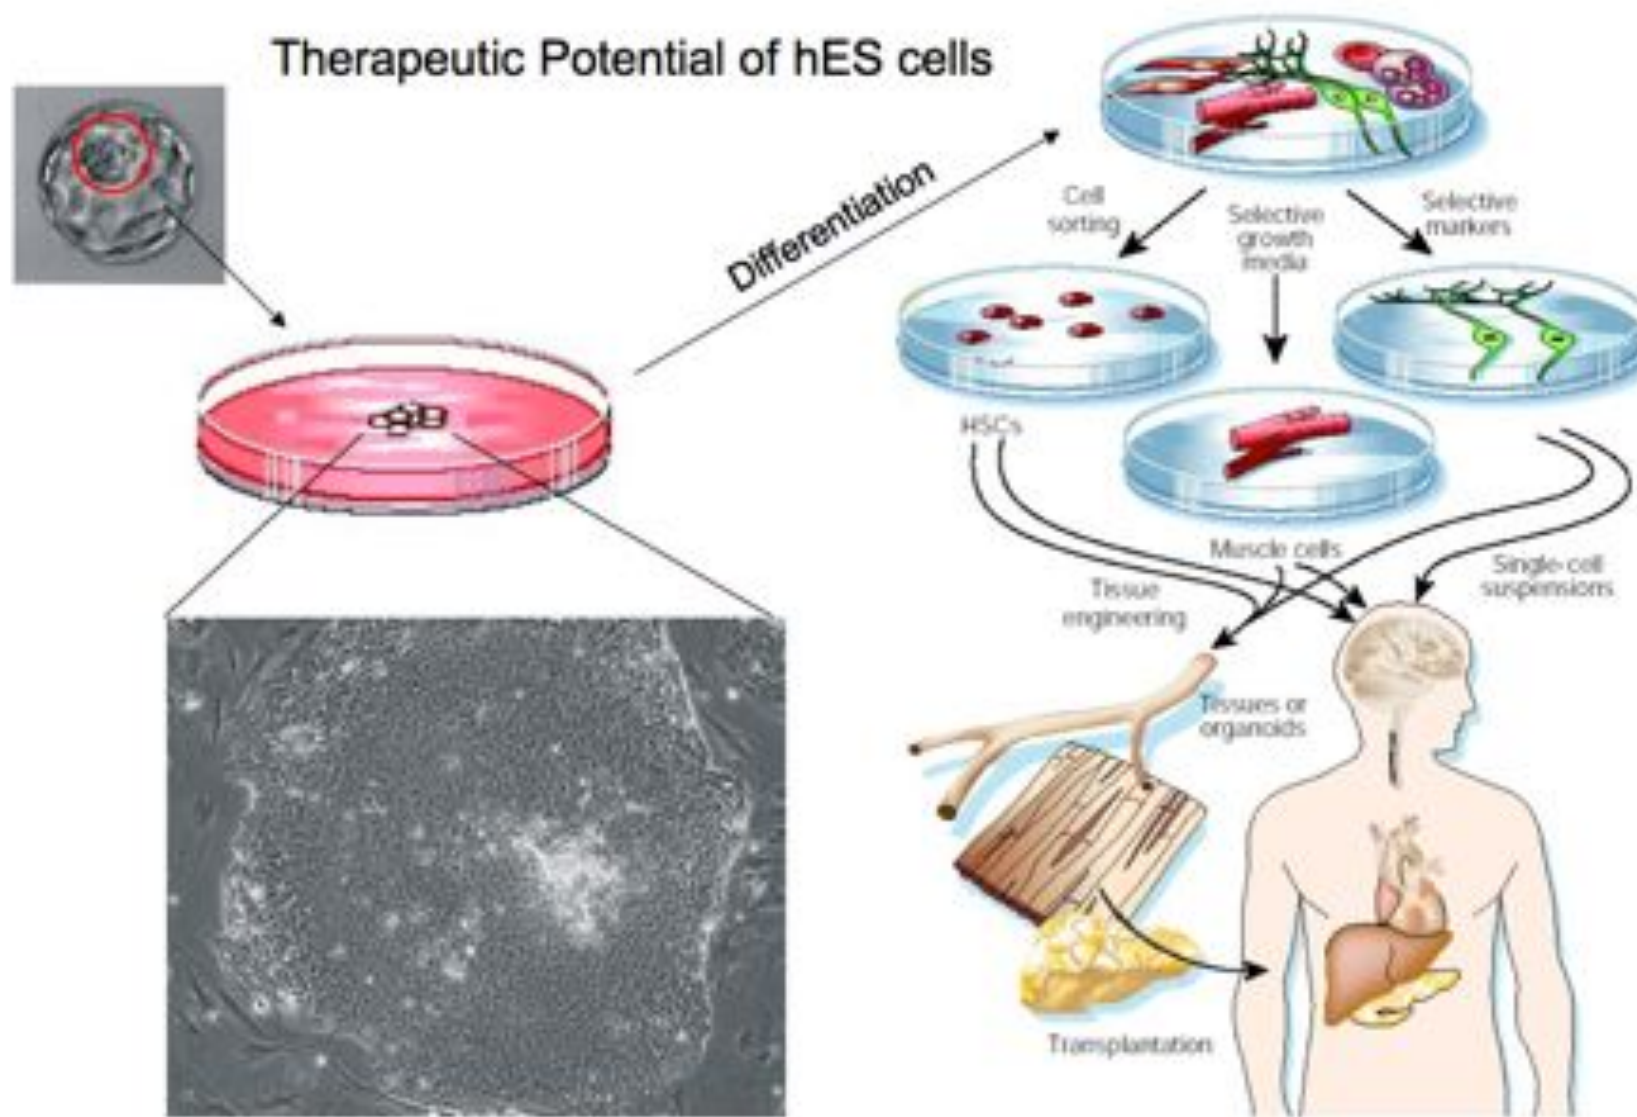 Therapeutic Potential of hES cells
Differentiation
Cell
sorting
Selective
growth
media
Selective
markers
HSCs
Muscle cells
Tissue
engineering
Single-cell
suspensions
Tissues or
organoids
Transplantation